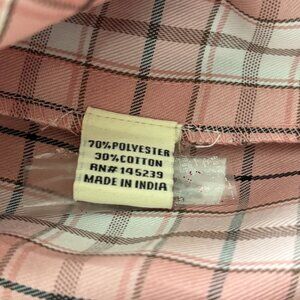 70% POLYESTER
30% COTTON
RN# 145239
MADE IN INDIA